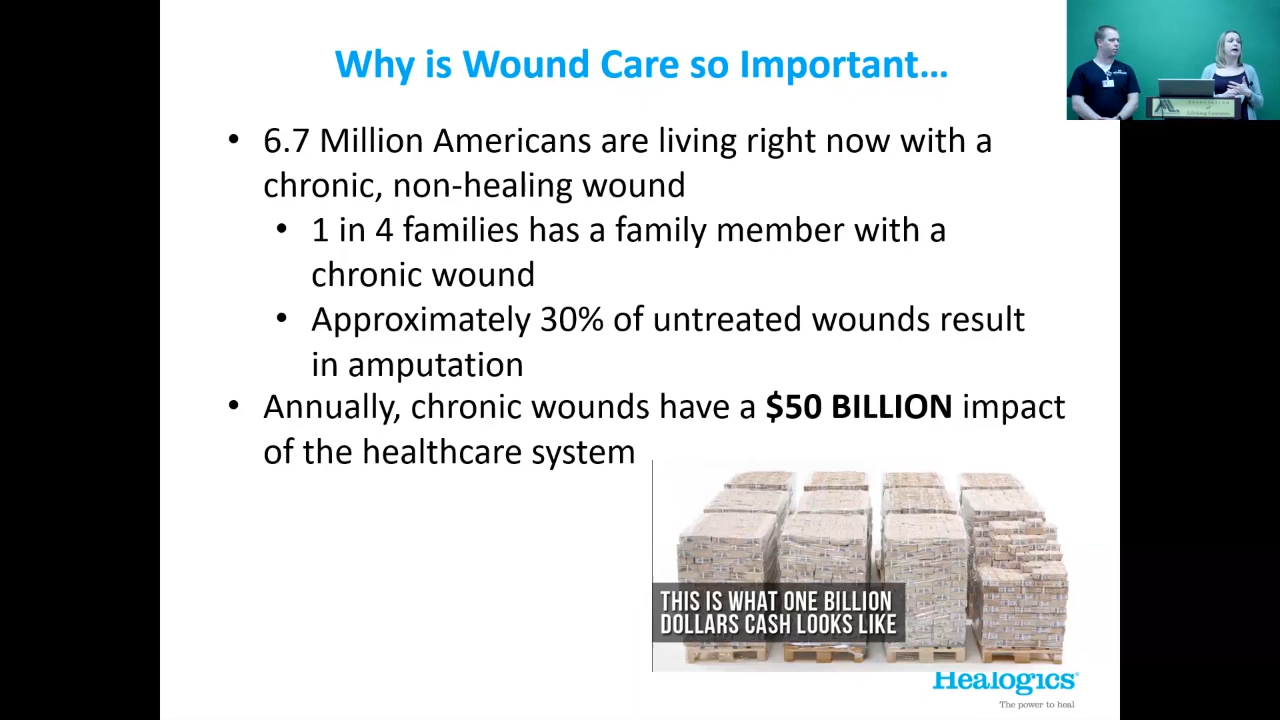 Why is Wound Care so Important...
• 6.7 Million Americans are living right now with a
chronic, non-healing wound
• 1 in 4 families has a family member with a
chronic wound
• Approximately 30% of untreated wounds result
in amputation
• Annually, chronic wounds have a $50 BILLION impact
of the healthcare system
THIS IS WHAT ONE BILLION
DOLLARS CASH LOOKS LIKE
Healogics
The power to heal